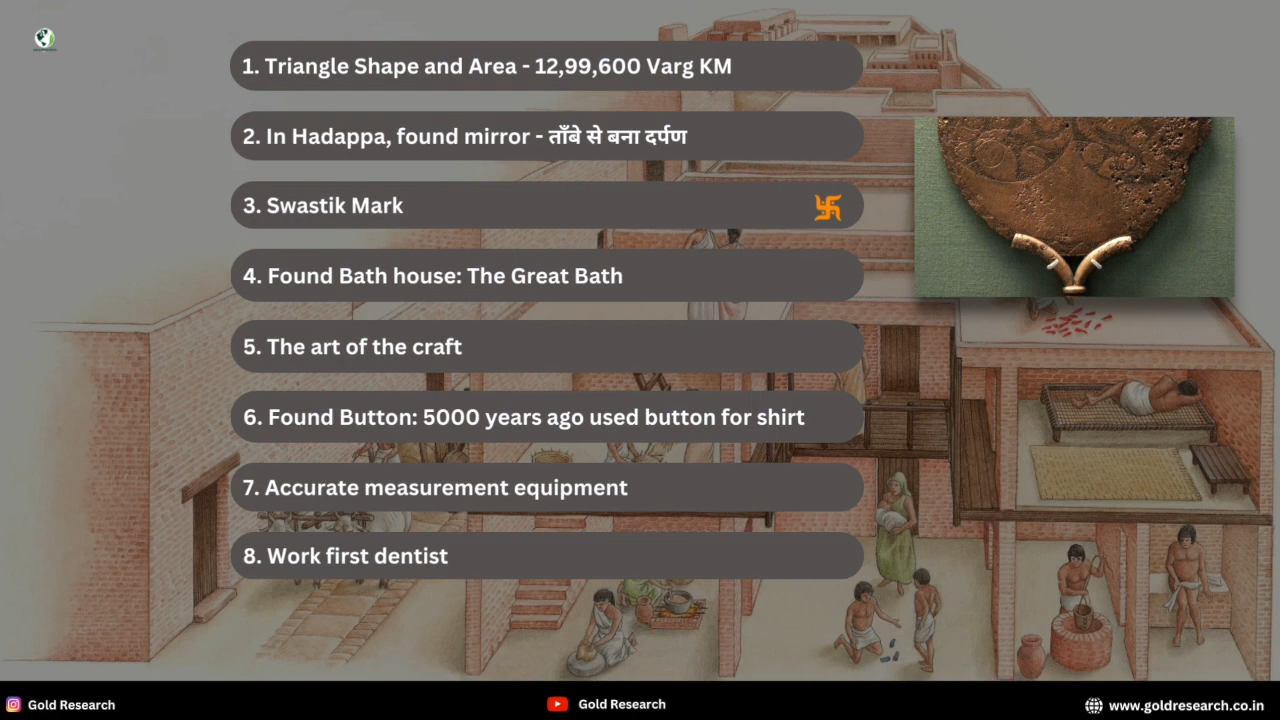 1. Triangle Shape and Area - 12,99,600 Varg KM
2. In Hadappa, found mirror - ताँबे से बना दर्पण
3. Swastik Mark
4. Found Bath house: The Great Bath
5. The art of the craft
6. Found Button: 5000 years ago used button for shirt
7. Accurate measurement equipment
8. Work first dentist
Gold Research
Gold Research
www.goldresearch.co.in